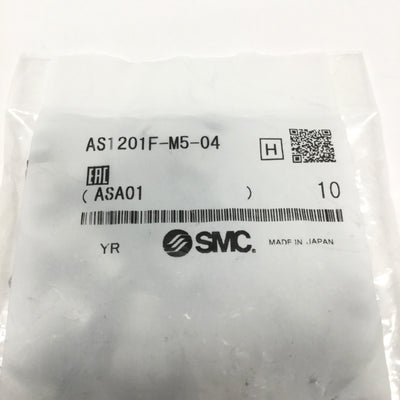 AS1201F-M5-04 H
EAC
(ASA01 ) 10
YR SMC. MADE IN JAPAN